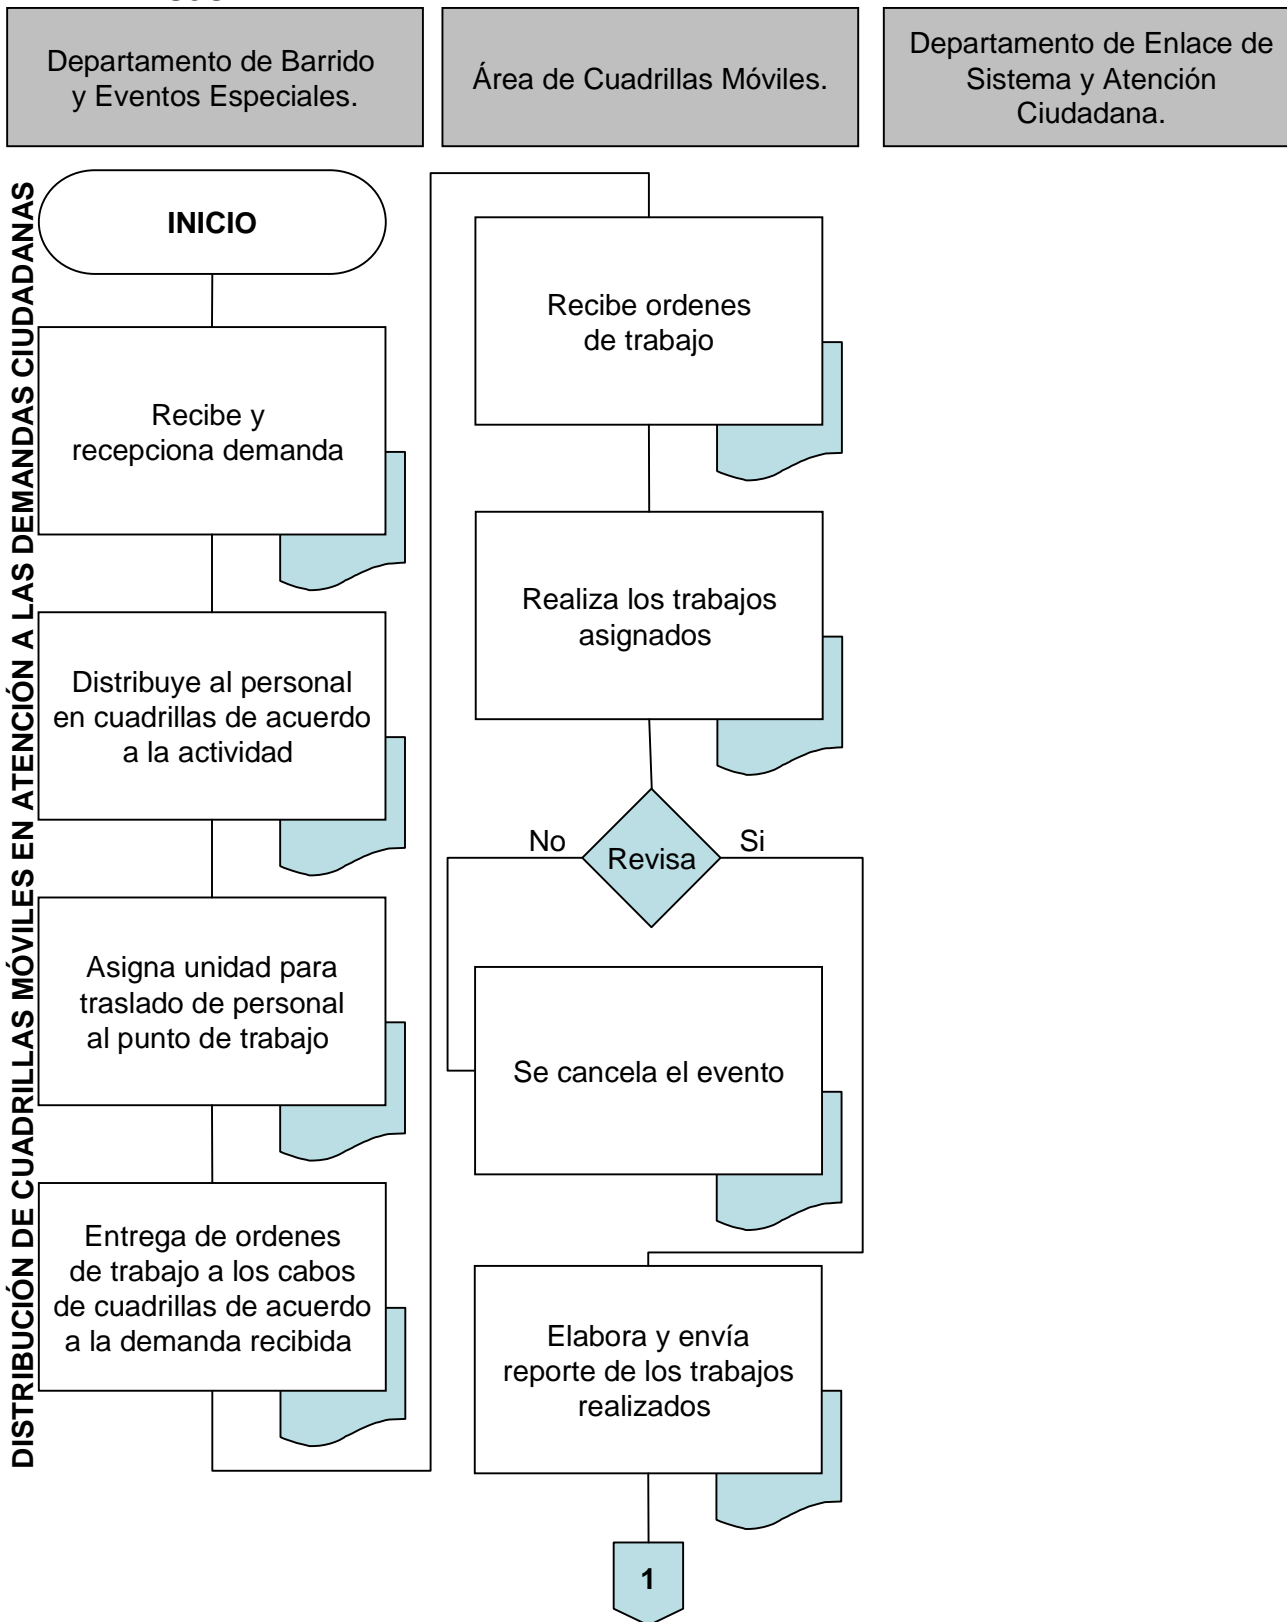 Departamento de Barrido
y Eventos Especiales.
Área de Cuadrillas Móviles.
Departamento de Enlace de
Sistema y Atención
Ciudadana.
DISTRIBUCIÓN DE CUADRILLAS MÓVILES EN ATENCIÓN A LAS DEMANDAS CIUDADANAS
INICIO
Recibe y
recepciona demanda
Distribuye al personal
en cuadrillas de acuerdo
a la actividad
Asigna unidad para
traslado de personal
al punto de trabajo
Entrega de ordenes
de trabajo a los cabos
de cuadrillas de acuerdo
a la demanda recibida
Recibe ordenes
de trabajo
Realiza los trabajos
asignados
No
Revisa
Si
Se cancela el evento
Elabora y envía
reporte de los trabajos
realizados
1